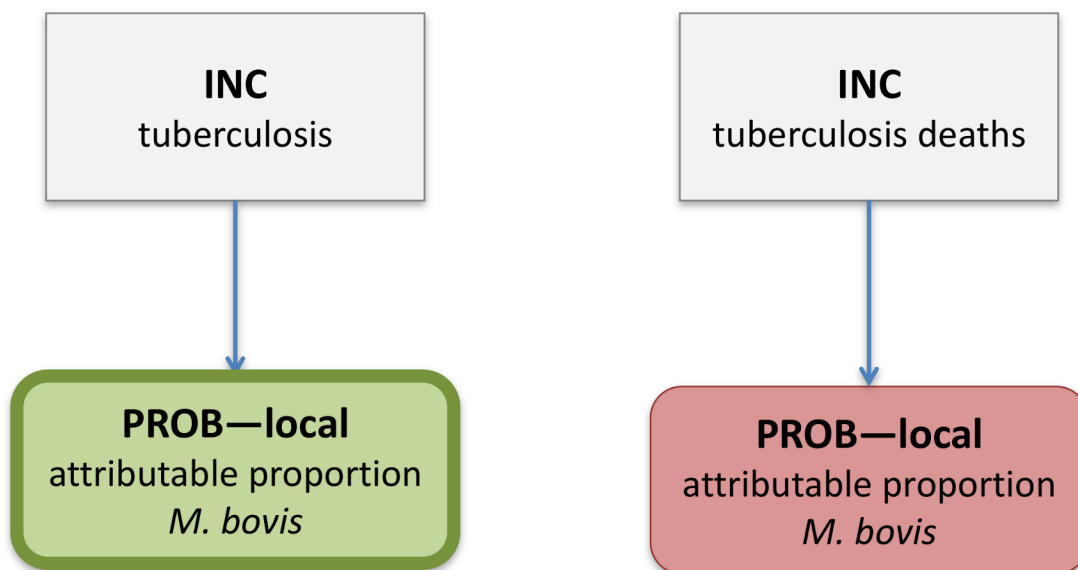 INC
tuberculosis
INC
tuberculosis deaths
PROB—local
attributable proportion
M. bovis
PROB—local
attributable proportion
M. bovis